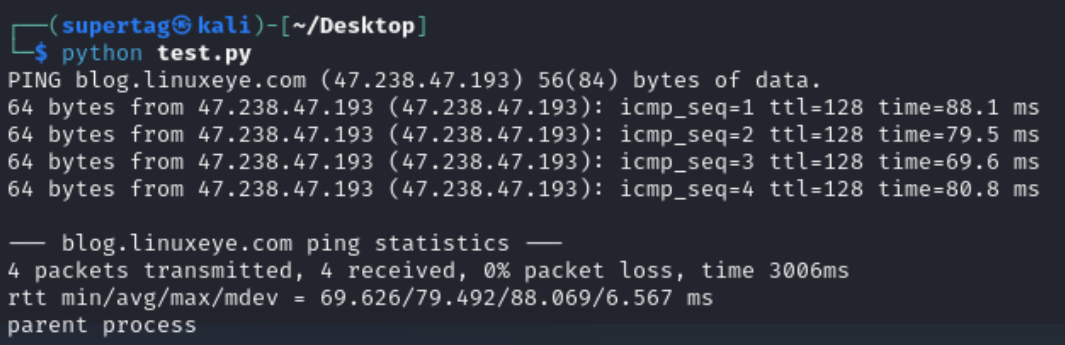 ┌──(supertag㉿kali)-[~/Desktop]
└─$ python test.py
PING blog.linuxeye.com (47.238.47.193) 56(84) bytes of data.
64 bytes from 47.238.47.193 (47.238.47.193): icmp_seq=1 ttl=128 time=88.1 ms
64 bytes from 47.238.47.193 (47.238.47.193): icmp_seq=2 ttl=128 time=79.5 ms
64 bytes from 47.238.47.193 (47.238.47.193): icmp_seq=3 ttl=128 time=69.6 ms
64 bytes from 47.238.47.193 (47.238.47.193): icmp_seq=4 ttl=128 time=80.8 ms
--- blog.linuxeye.com ping statistics ---
4 packets transmitted, 4 received, 0% packet loss, time 3006ms
rtt min/avg/max/mdev = 69.626/79.492/88.069/6.567 ms
parent process